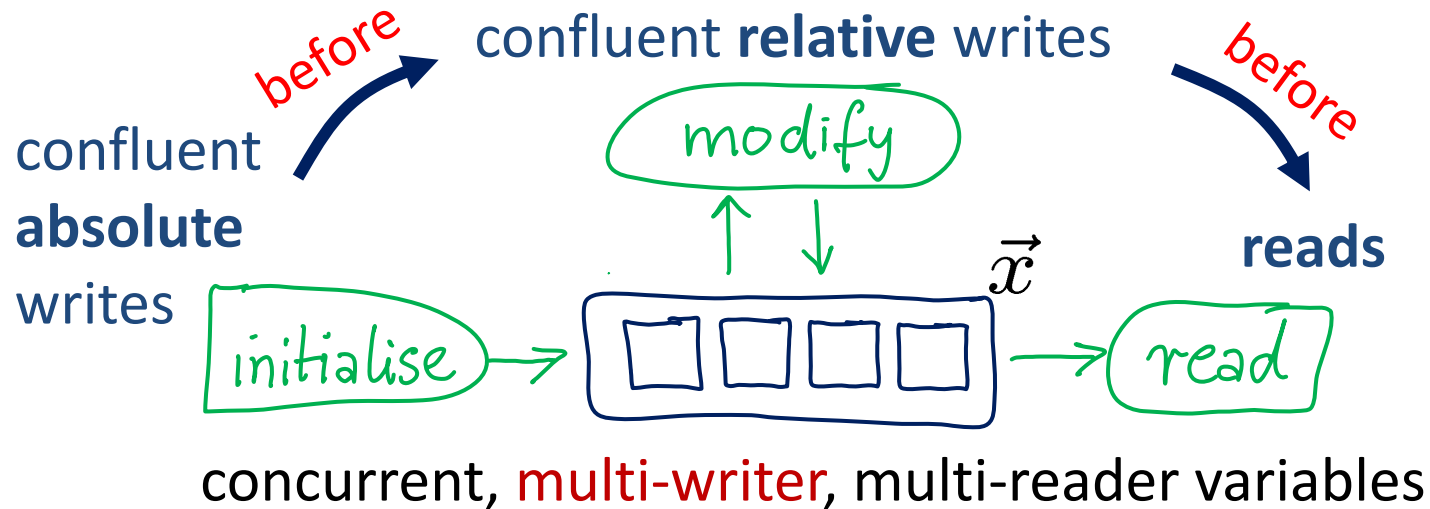 before
confluent relative writes
before
confluent
absolute
writes
modify
x⃗
reads
initialise
read
concurrent, multi-writer, multi-reader variables